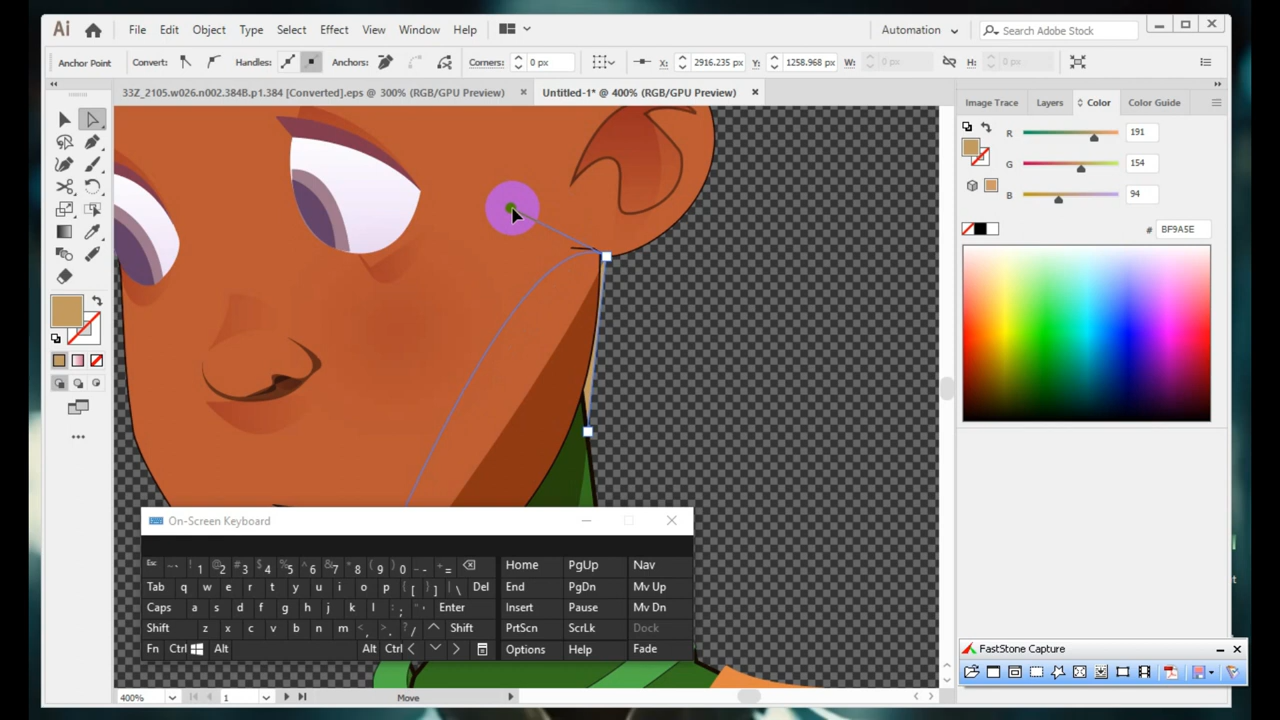 Ai File Edit Object Type Select Effect View Window Help Automation Search Adobe Stock
Anchor Point Convert: Handles: Anchors: Corners: 0 px X: 2916.235 px Y: 1258.968 px W: 0 px H: 0 px
33Z_2105.w026.n002.384B.p1.384 [Converted].eps @ 300% (RGB/GPU Preview) × Untitled-1* @ 400% (RGB/GPU Preview) ×
Image Trace Layers Color Color Guide
R 191
G 154
B 94
# BF9A5E
On-Screen Keyboard
Esc ~ ` ! 1 @ 2 # 3 $ 4 % 5 ^ 6 & 7 * 8 ( 9 ) 0 _ - + = Home PgUp Nav
Tab q w e r t y u i o p { [ } ] | \ Del End PgDn Mv Up
Caps a s d f g h j k l : ; " ' Enter Insert Pause Mv Dn
Shift z x c v b n m < , > . ? / Shift PrtScn ScrLk Dock
Fn Ctrl Alt Alt Ctrl Options Help Fade
FastStone Capture
400% 1 Move